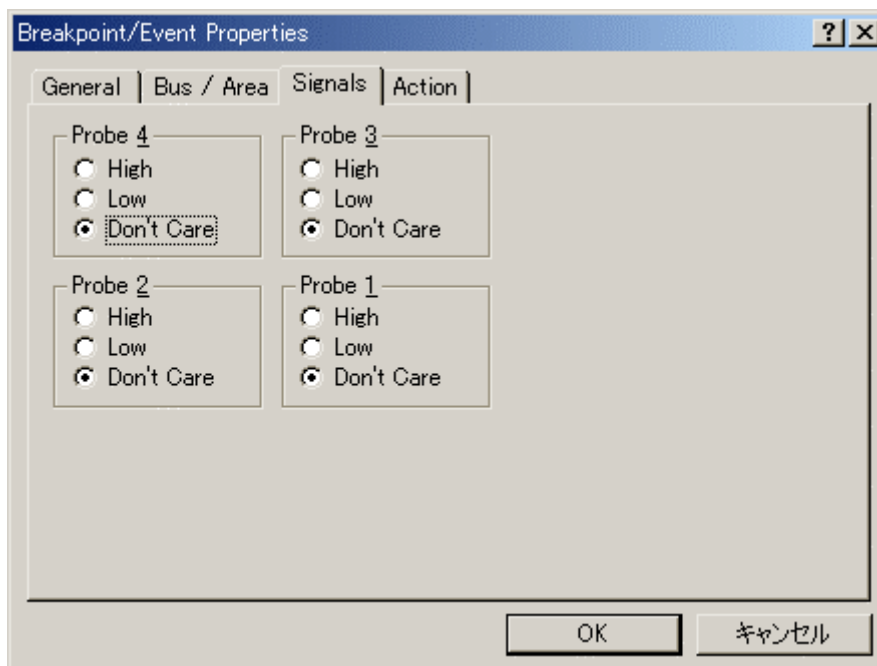 Breakpoint/Event Properties
General Bus / Area Signals Action
Probe 4 Probe 3
High High
Low Low
Don't Care Don't Care
Probe 2 Probe 1
High High
Low Low
Don't Care Don't Care
OK キャンセル